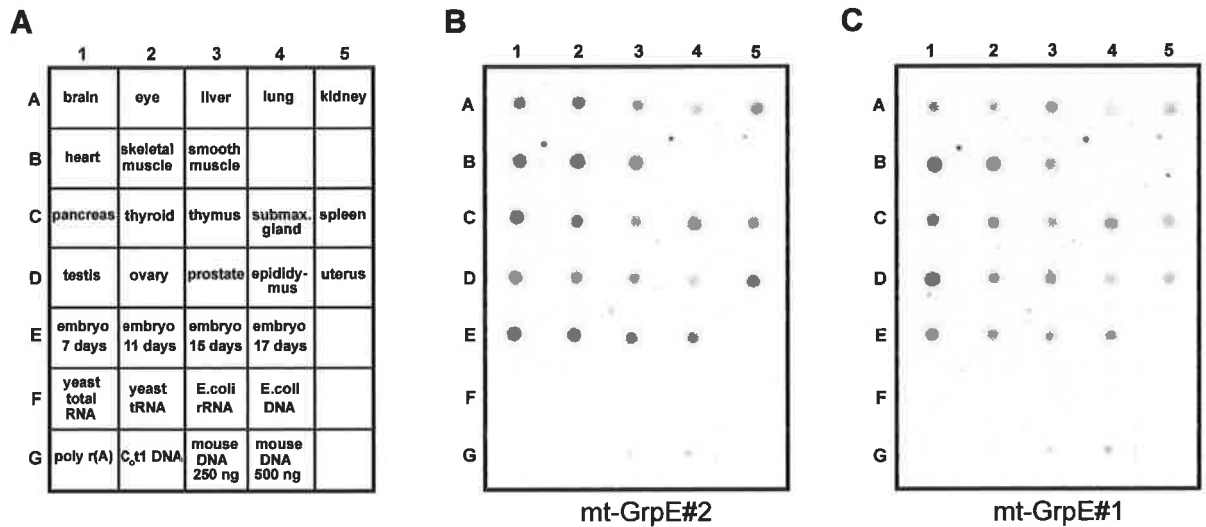 A
1 2 3 4 5
A brain eye liver lung kidney
B heart skeletal muscle smooth muscle
C pancreas thyroid thymus submax. gland spleen
D testis ovary prostate epididy- mus uterus
E embryo 7 days embryo 11 days embryo 15 days embryo 17 days
F yeast total RNA yeast tRNA E.coli rRNA E.coli DNA
G poly r(A) C₀t1 DNA mouse DNA 250 ng mouse DNA 500 ng
B
1 2 3 4 5
A
B
C
D
E
F
G
mt-GrpE#2
C
1 2 3 4 5
A
B
C
D
E
F
G
mt-GrpE#1